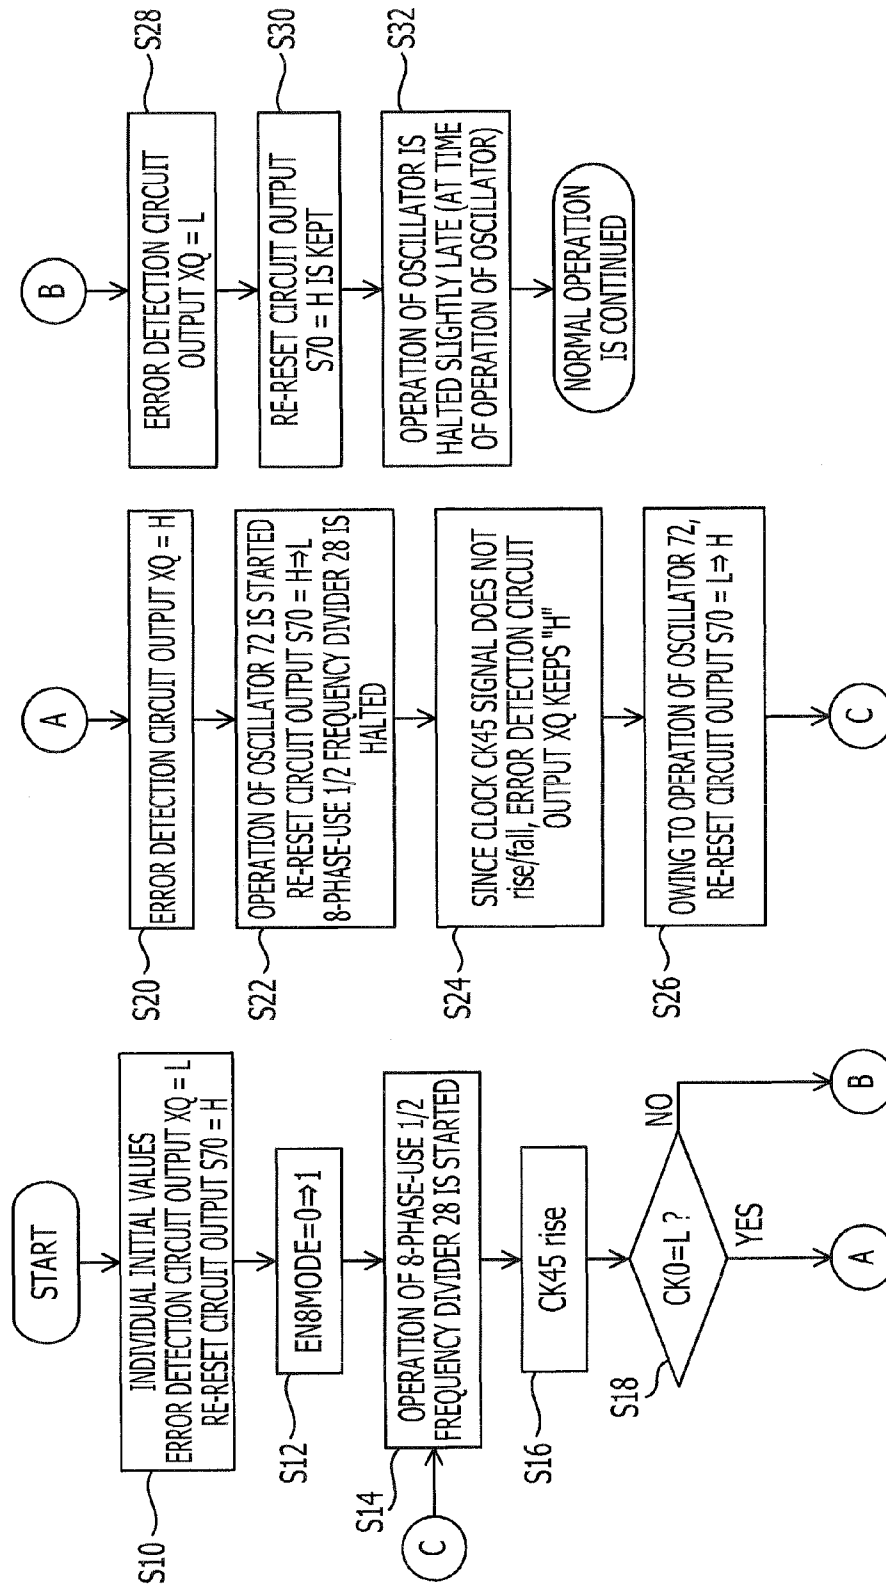 START
INDIVIDUAL INITIAL VALUES
ERROR DETECTION CIRCUIT OUTPUT XQ = L
RE-RESET CIRCUIT OUTPUT S70 = H
S10
EN8MODE=0⇒1
S12
OPERATION OF 8-PHASE-USE 1/2
FREQUENCY DIVIDER 28 IS STARTED
S14
C
CK45 rise
S16
CK0=L ?
S18
YES
NO
A
B
A
ERROR DETECTION CIRCUIT OUTPUT XQ = H
S20
OPERATION OF OSCILLATOR 72 IS STARTED
RE-RESET CIRCUIT OUTPUT S70 = H⇒L
8-PHASE-USE 1/2 FREQUENCY DIVIDER 28 IS
HALTED
S22
SINCE CLOCK CK45 SIGNAL DOES NOT
rise/fall, ERROR DETECTION CIRCUIT
OUTPUT XQ KEEPS "H"
S24
OWING TO OPERATION OF OSCILLATOR 72,
RE-RESET CIRCUIT OUTPUT S70 = L⇒ H
S26
C
B
ERROR DETECTION CIRCUIT
OUTPUT XQ = L
S28
RE-RESET CIRCUIT OUTPUT
S70 = H IS KEPT
S30
OPERATION OF OSCILLATOR IS
HALTED SLIGHTLY LATE (AT TIME
OF OPERATION OF OSCILLATOR)
S32
NORMAL OPERATION
IS CONTINUED